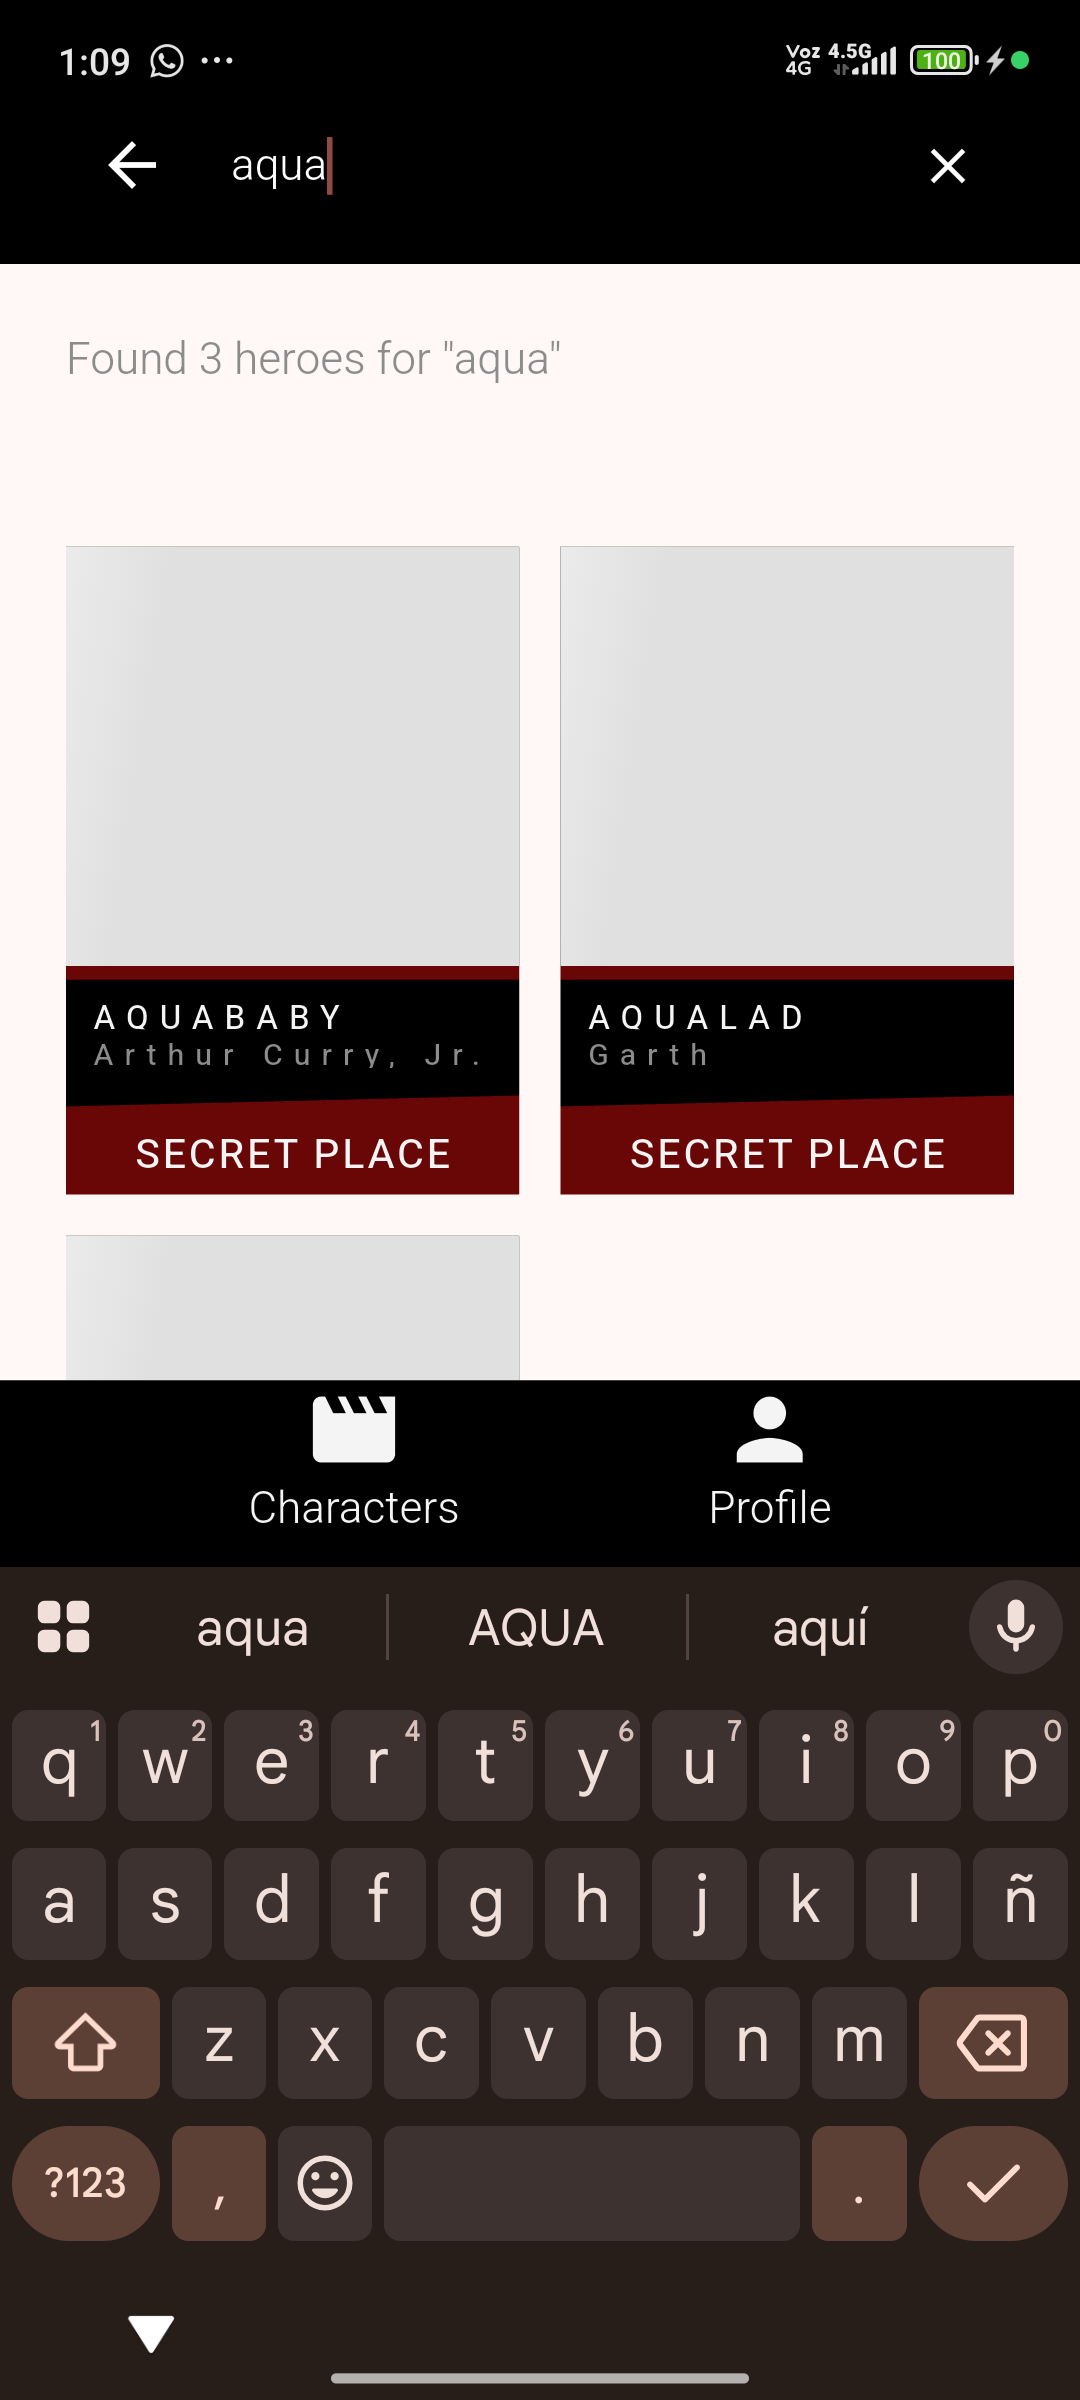 1:09 ... Voz 4G 4.5G 100
aqua
Found 3 heroes for "aqua"
AQUABABY
Arthur Curry, Jr.
SECRET PLACE
AQUALAD
Garth
SECRET PLACE
Characters
Profile
aqua AQUA aquí
q 1 w 2 e 3 r 4 t 5 y 6 u 7 i 8 o 9 p 0
a s d f g h j k l ñ
z x c v b n m
?123 , .